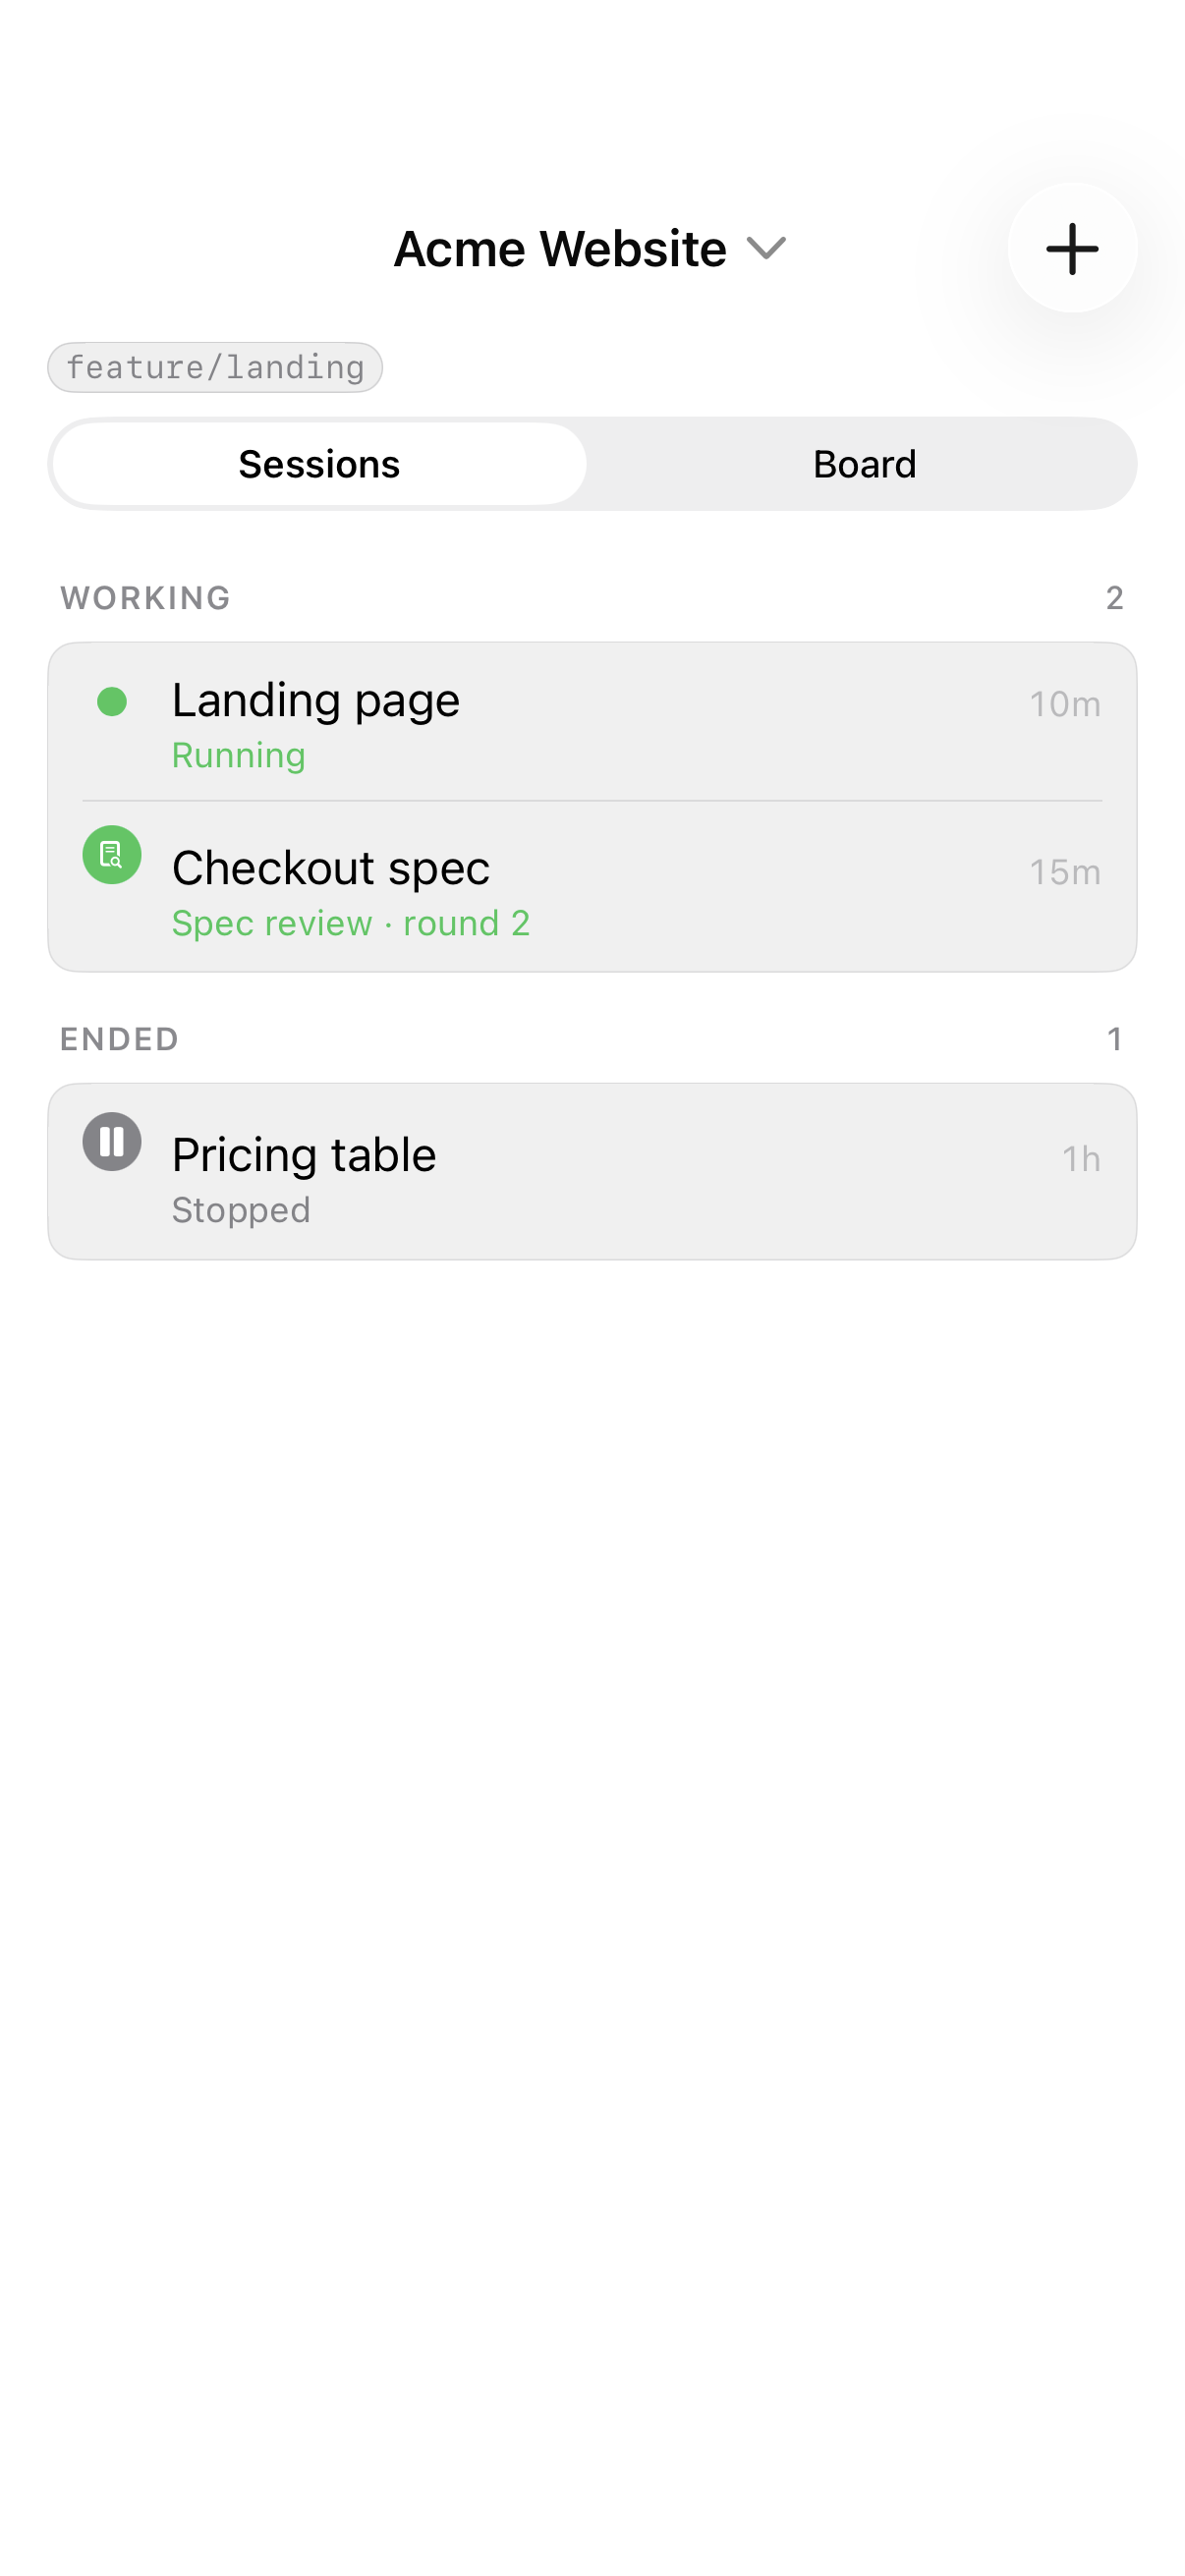 Acme Website
feature/landing
Sessions Board
WORKING 2
Landing page 10m
Running
Checkout spec 15m
Spec review · round 2
ENDED 1
Pricing table 1h
Stopped